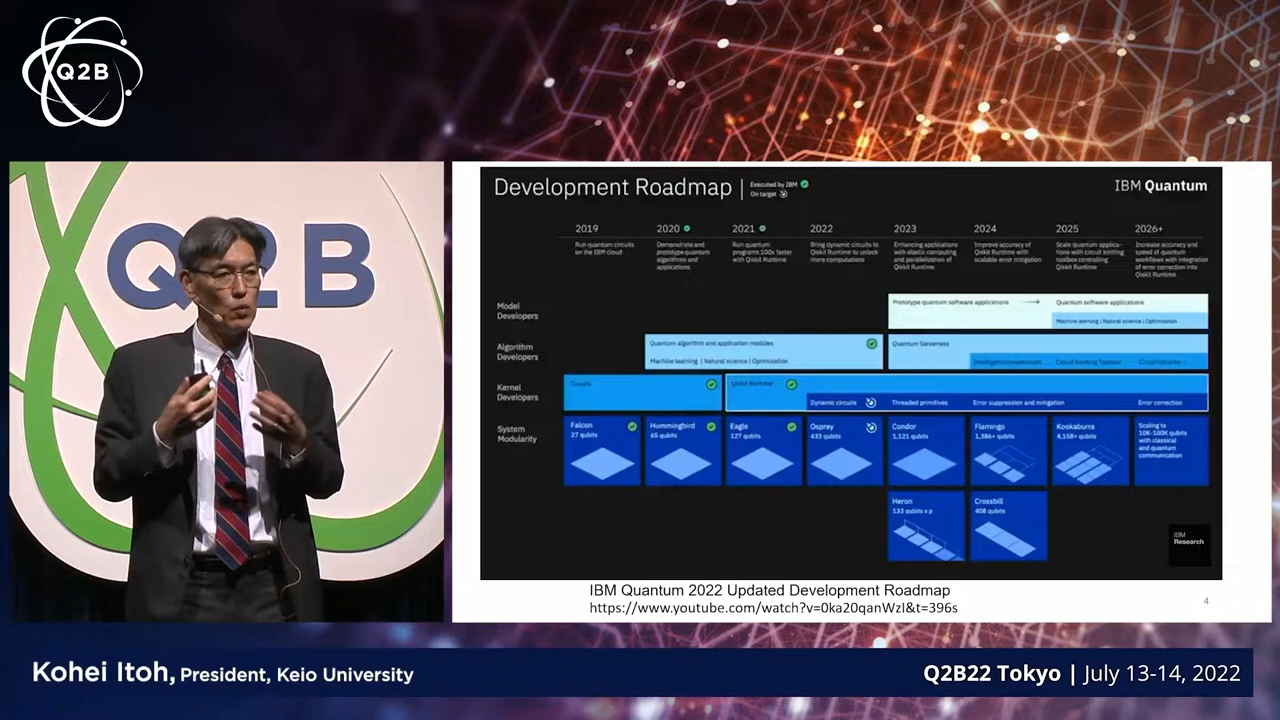 Q2B
Q2B
Development Roadmap
Executed by IBM
On target
IBM Quantum
2019
Run quantum circuits
on the IBM cloud
2020
Demonstrate and
prototype quantum
algorithms and
applications
2021
Run quantum
programs 100x faster
with Qiskit Runtime
2022
Bring dynamic circuits to
Qiskit Runtime to unlock
more computations
2023
Enhancing applications
with elastic computing
and parallelization of
Qiskit Runtime
2024
Improve accuracy of
Qiskit Runtime with
scalable error mitigation
2025
Scale quantum applica-
tions with circuit knitting
toolbox controlling
Qiskit Runtime
2026+
Increase accuracy and
speed of quantum
workflows with integration
of error correction into
Qiskit Runtime
Model
Developers
Prototype quantum software applications
Quantum software applications
Machine learning | Natural science | Optimization
Algorithm
Developers
Quantum algorithm and application modules
Machine learning | Natural science | Optimization
Quantum Serverless
Circuit Knitting Toolbox
Kernel
Developers
Circuits
Qiskit Runtime
Dynamic circuits
Threaded primitives
Error suppression and mitigation
Error correction
System
Modularity
Falcon
27 qubits
Hummingbird
65 qubits
Eagle
127 qubits
Osprey
433 qubits
Condor
1,121 qubits
Flamingo
1,386+ qubits
Kookaburra
4,158+ qubits
Scaling to
10K-100K qubits
with classical
and quantum
communication
Heron
133 qubits x p
Crossbill
408 qubits
IBM
Research
IBM Quantum 2022 Updated Development Roadmap
https://www.youtube.com/watch?v=0ka20qanWzI&t=396s
4
Kohei Itoh, President, Keio University
Q2B22 Tokyo | July 13-14, 2022